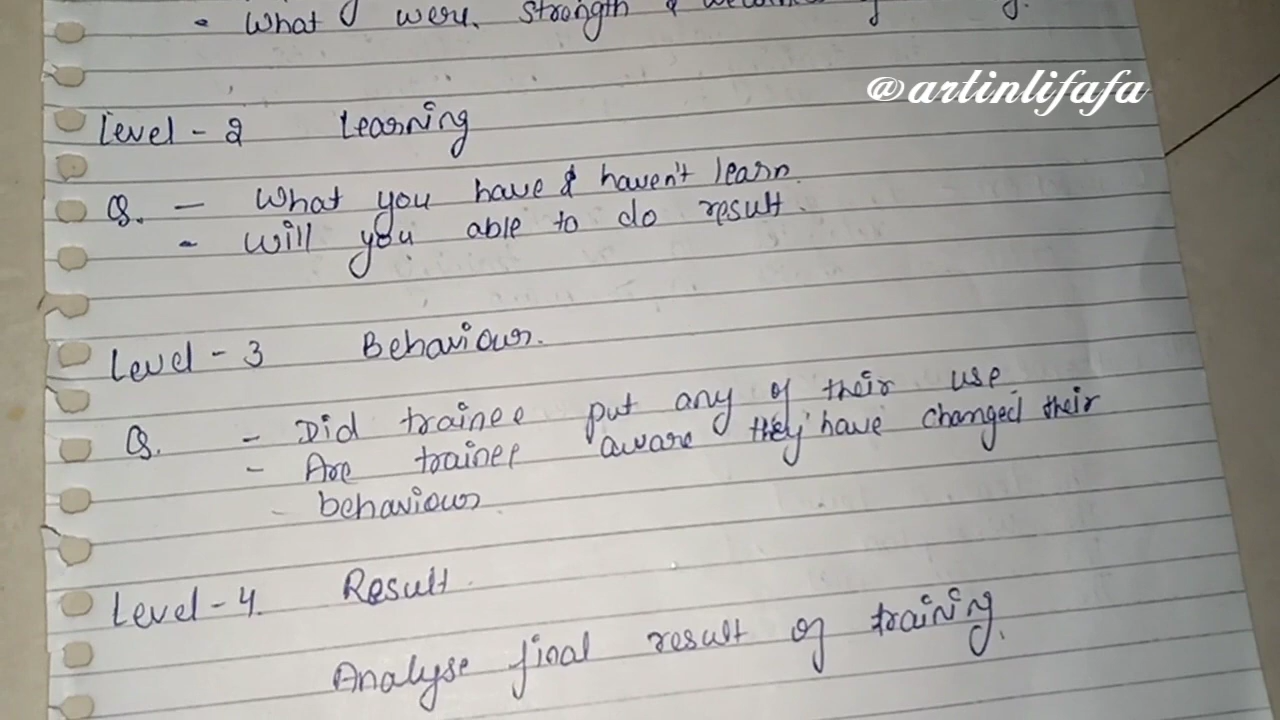 - What were strength &
@artinlifafa
Level - 2 Learning
Q. - What you have & haven't learn.
- Will you able to do result.
Level - 3 Behaviour.
Q. - Did trainee put any of their use.
- Are trainee aware they have changed their
behaviour
Level - 4. Result.
Analyse final result of training.